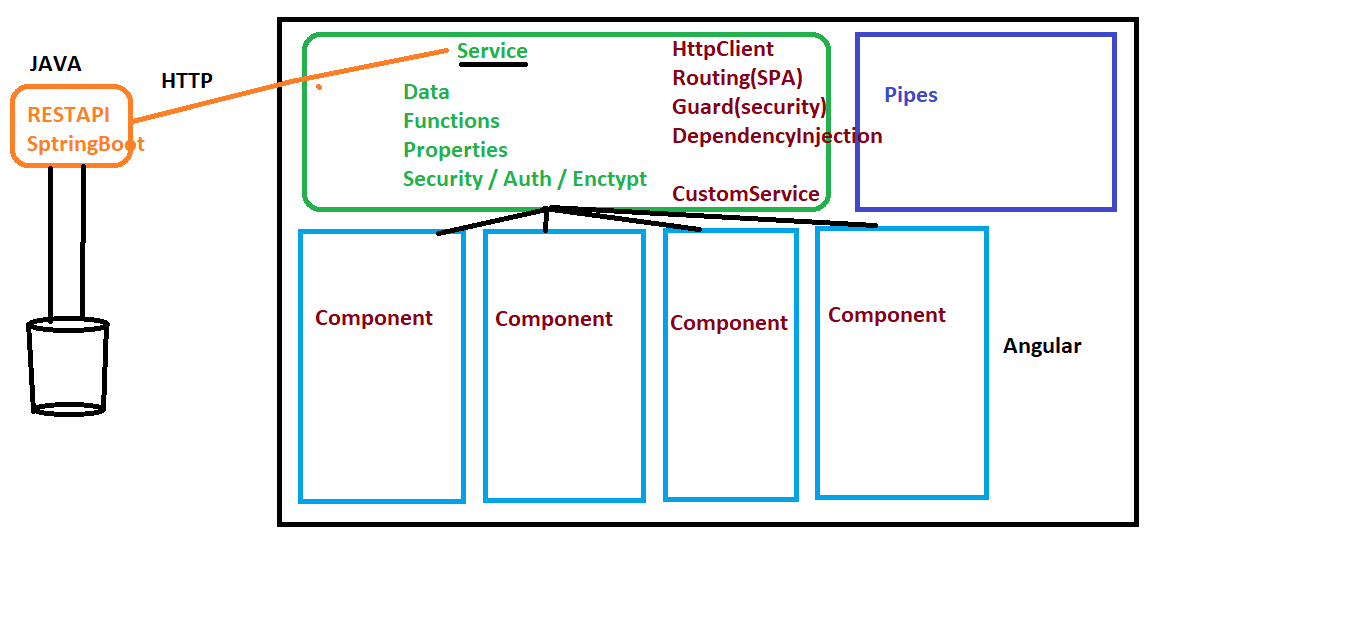 JAVA
RESTAPI
SptringBoot
HTTP
Service
Data
Functions
Properties
Security / Auth / Enctypt
HttpClient
Routing(SPA)
Guard(security)
DependencyInjection
CustomService
Pipes
Component
Component
Component
Component
Angular